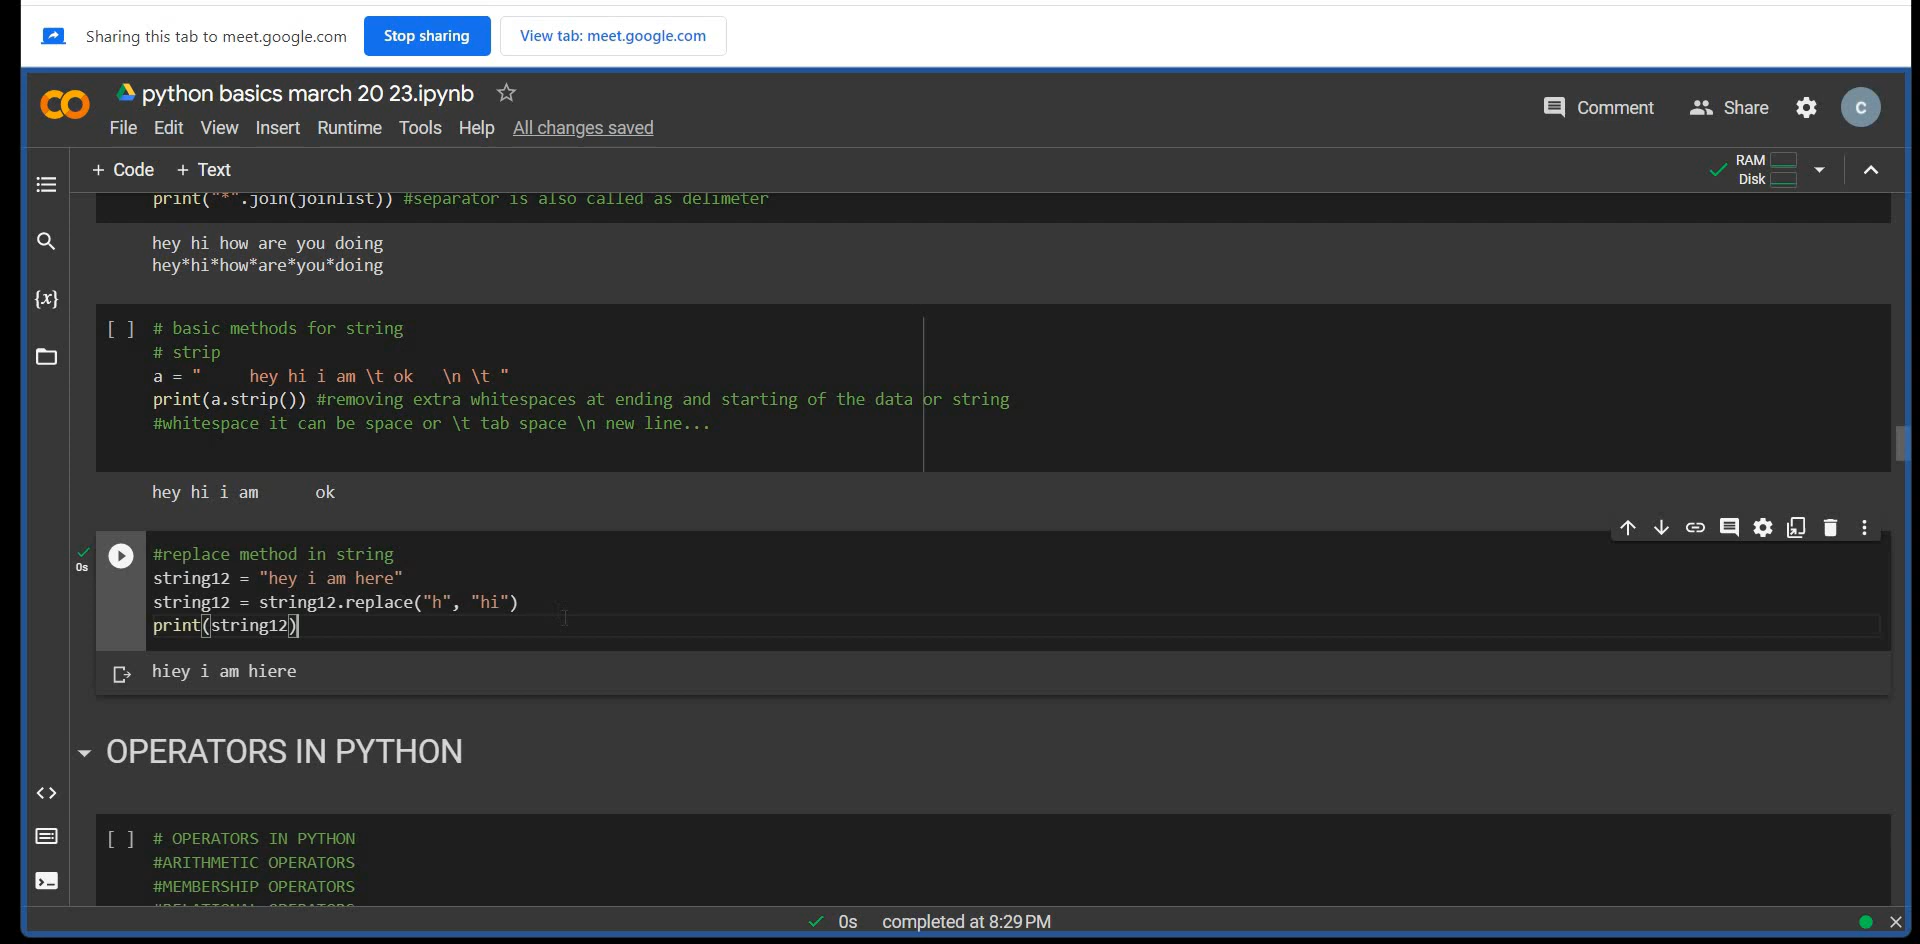 Sharing this tab to meet.google.com Stop sharing View tab: meet.google.com
python basics march 20 23.ipynb
Comment Share C
File Edit View Insert Runtime Tools Help All changes saved
+ Code + Text
RAM
Disk
print("*".join(joinlist)) #separator is also called as delimeter
hey hi how are you doing
hey*hi*how*are*you*doing
{x}
[ ] # basic methods for string
# strip
a = "     hey hi i am \t ok   \n \t "
print(a.strip()) #removing extra whitespaces at ending and starting of the data or string
#whitespace it can be space or \t tab space \n new line...
hey hi i am      ok
0s
#replace method in string
string12 = "hey i am here"
string12 = string12.replace("h", "hi")
print(string12)
hiey i am hiere
OPERATORS IN PYTHON
[ ] # OPERATORS IN PYTHON
#ARITHMETIC OPERATORS
#MEMBERSHIP OPERATORS
#RELATIONAL OPERATORS
0s completed at 8:29 PM